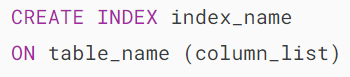 CREATE INDEX index_name
ON table_name (column_list)